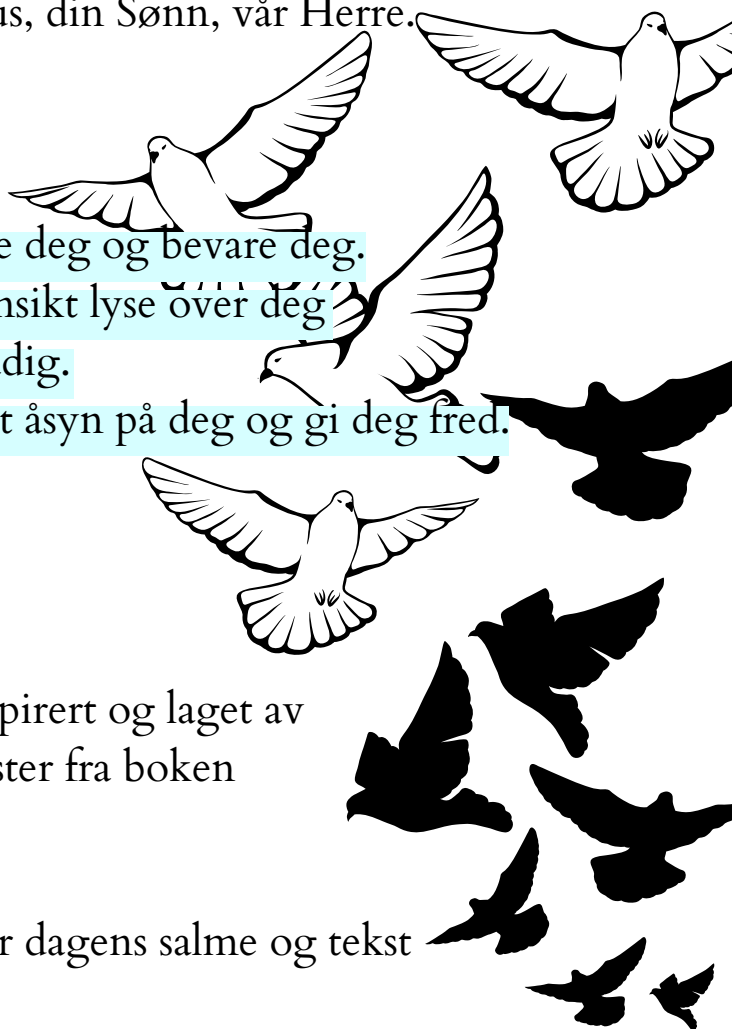 us, din Sønn, vår Herre.
e deg og bevare deg.
nsikt lyse over deg
dig.
t åsyn på deg og gi deg fred.
pirert og laget av
ster fra boken
r dagens salme og tekst